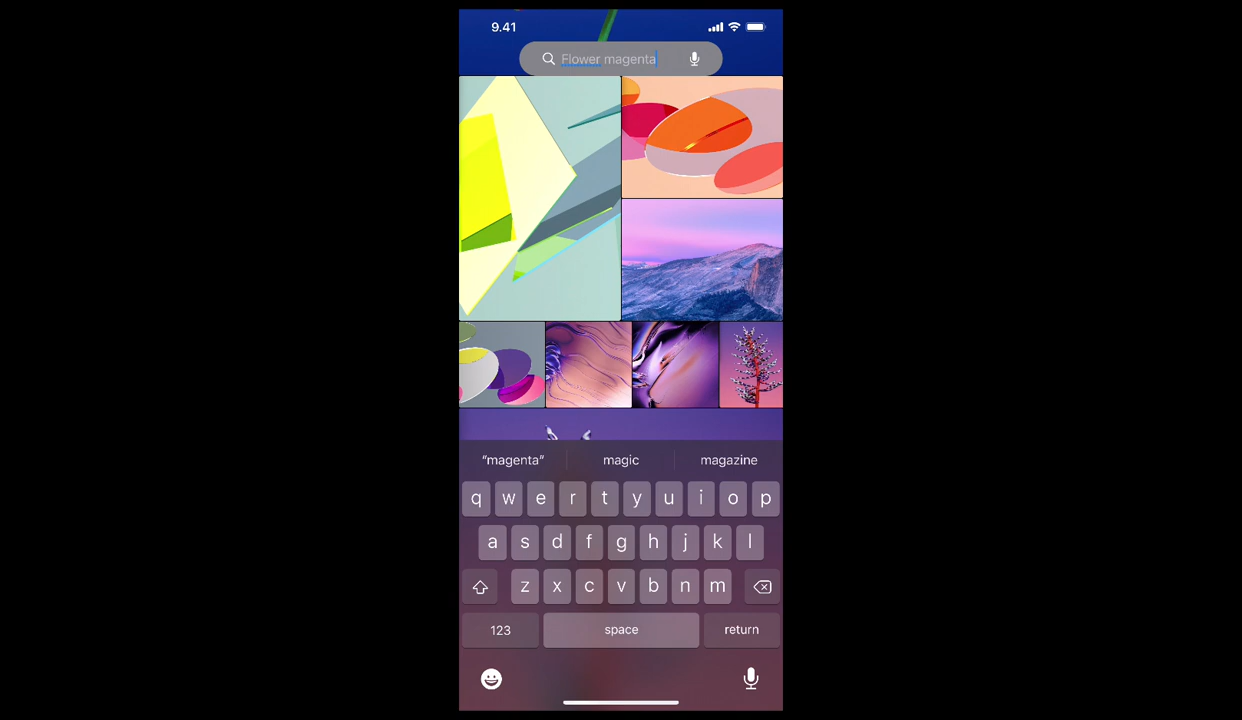 9.41
Flower magenta
“magenta” magic magazine
q w e r t y u i o p
a s d f g h j k l
z x c v b n m
123 space return